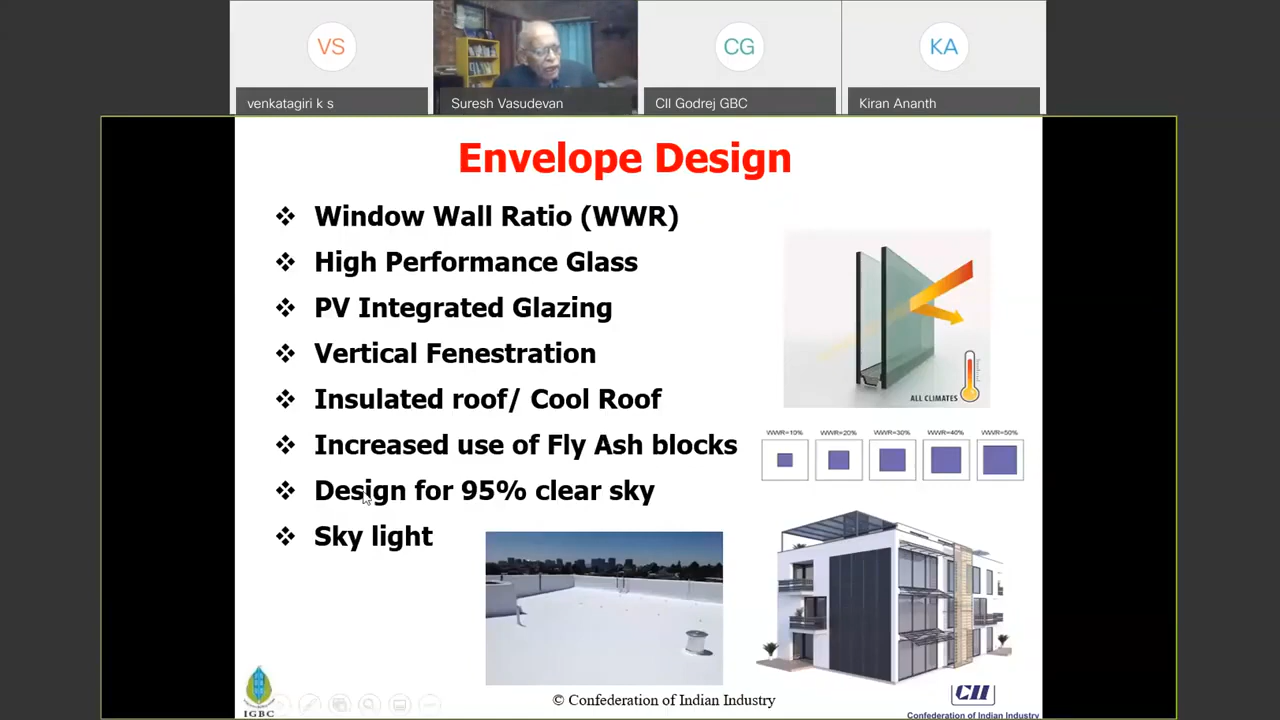 VS
CG
KA
venkatagiri k s
Suresh Vasudevan
CII Godrej GBC
Kiran Ananth
Envelope Design
❖ Window Wall Ratio (WWR)
❖ High Performance Glass
❖ PV Integrated Glazing
❖ Vertical Fenestration
❖ Insulated roof/ Cool Roof
❖ Increased use of Fly Ash blocks
❖ Design for 95% clear sky
❖ Sky light
ALL CLIMATES
WWR=10% WWR=20% WWR=30% WWR=40% WWR=50%
IGBC
© Confederation of Indian Industry
CII
Confederation of Indian Industry